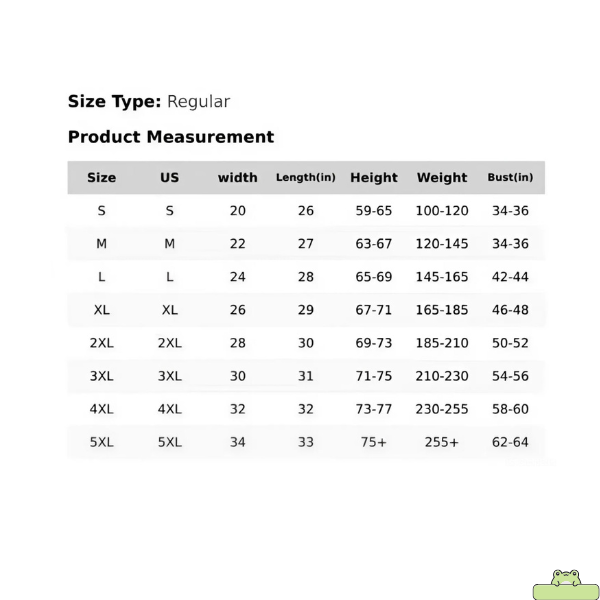 Size Type: Regular
Product Measurement
Size US width Length(in) Height Weight Bust(in)
S S 20 26 59-65 100-120 34-36
M M 22 27 63-67 120-145 34-36
L L 24 28 65-69 145-165 42-44
XL XL 26 29 67-71 165-185 46-48
2XL 2XL 28 30 69-73 185-210 50-52
3XL 3XL 30 31 71-75 210-230 54-56
4XL 4XL 32 32 73-77 230-255 58-60
5XL 5XL 34 33 75+ 255+ 62-64